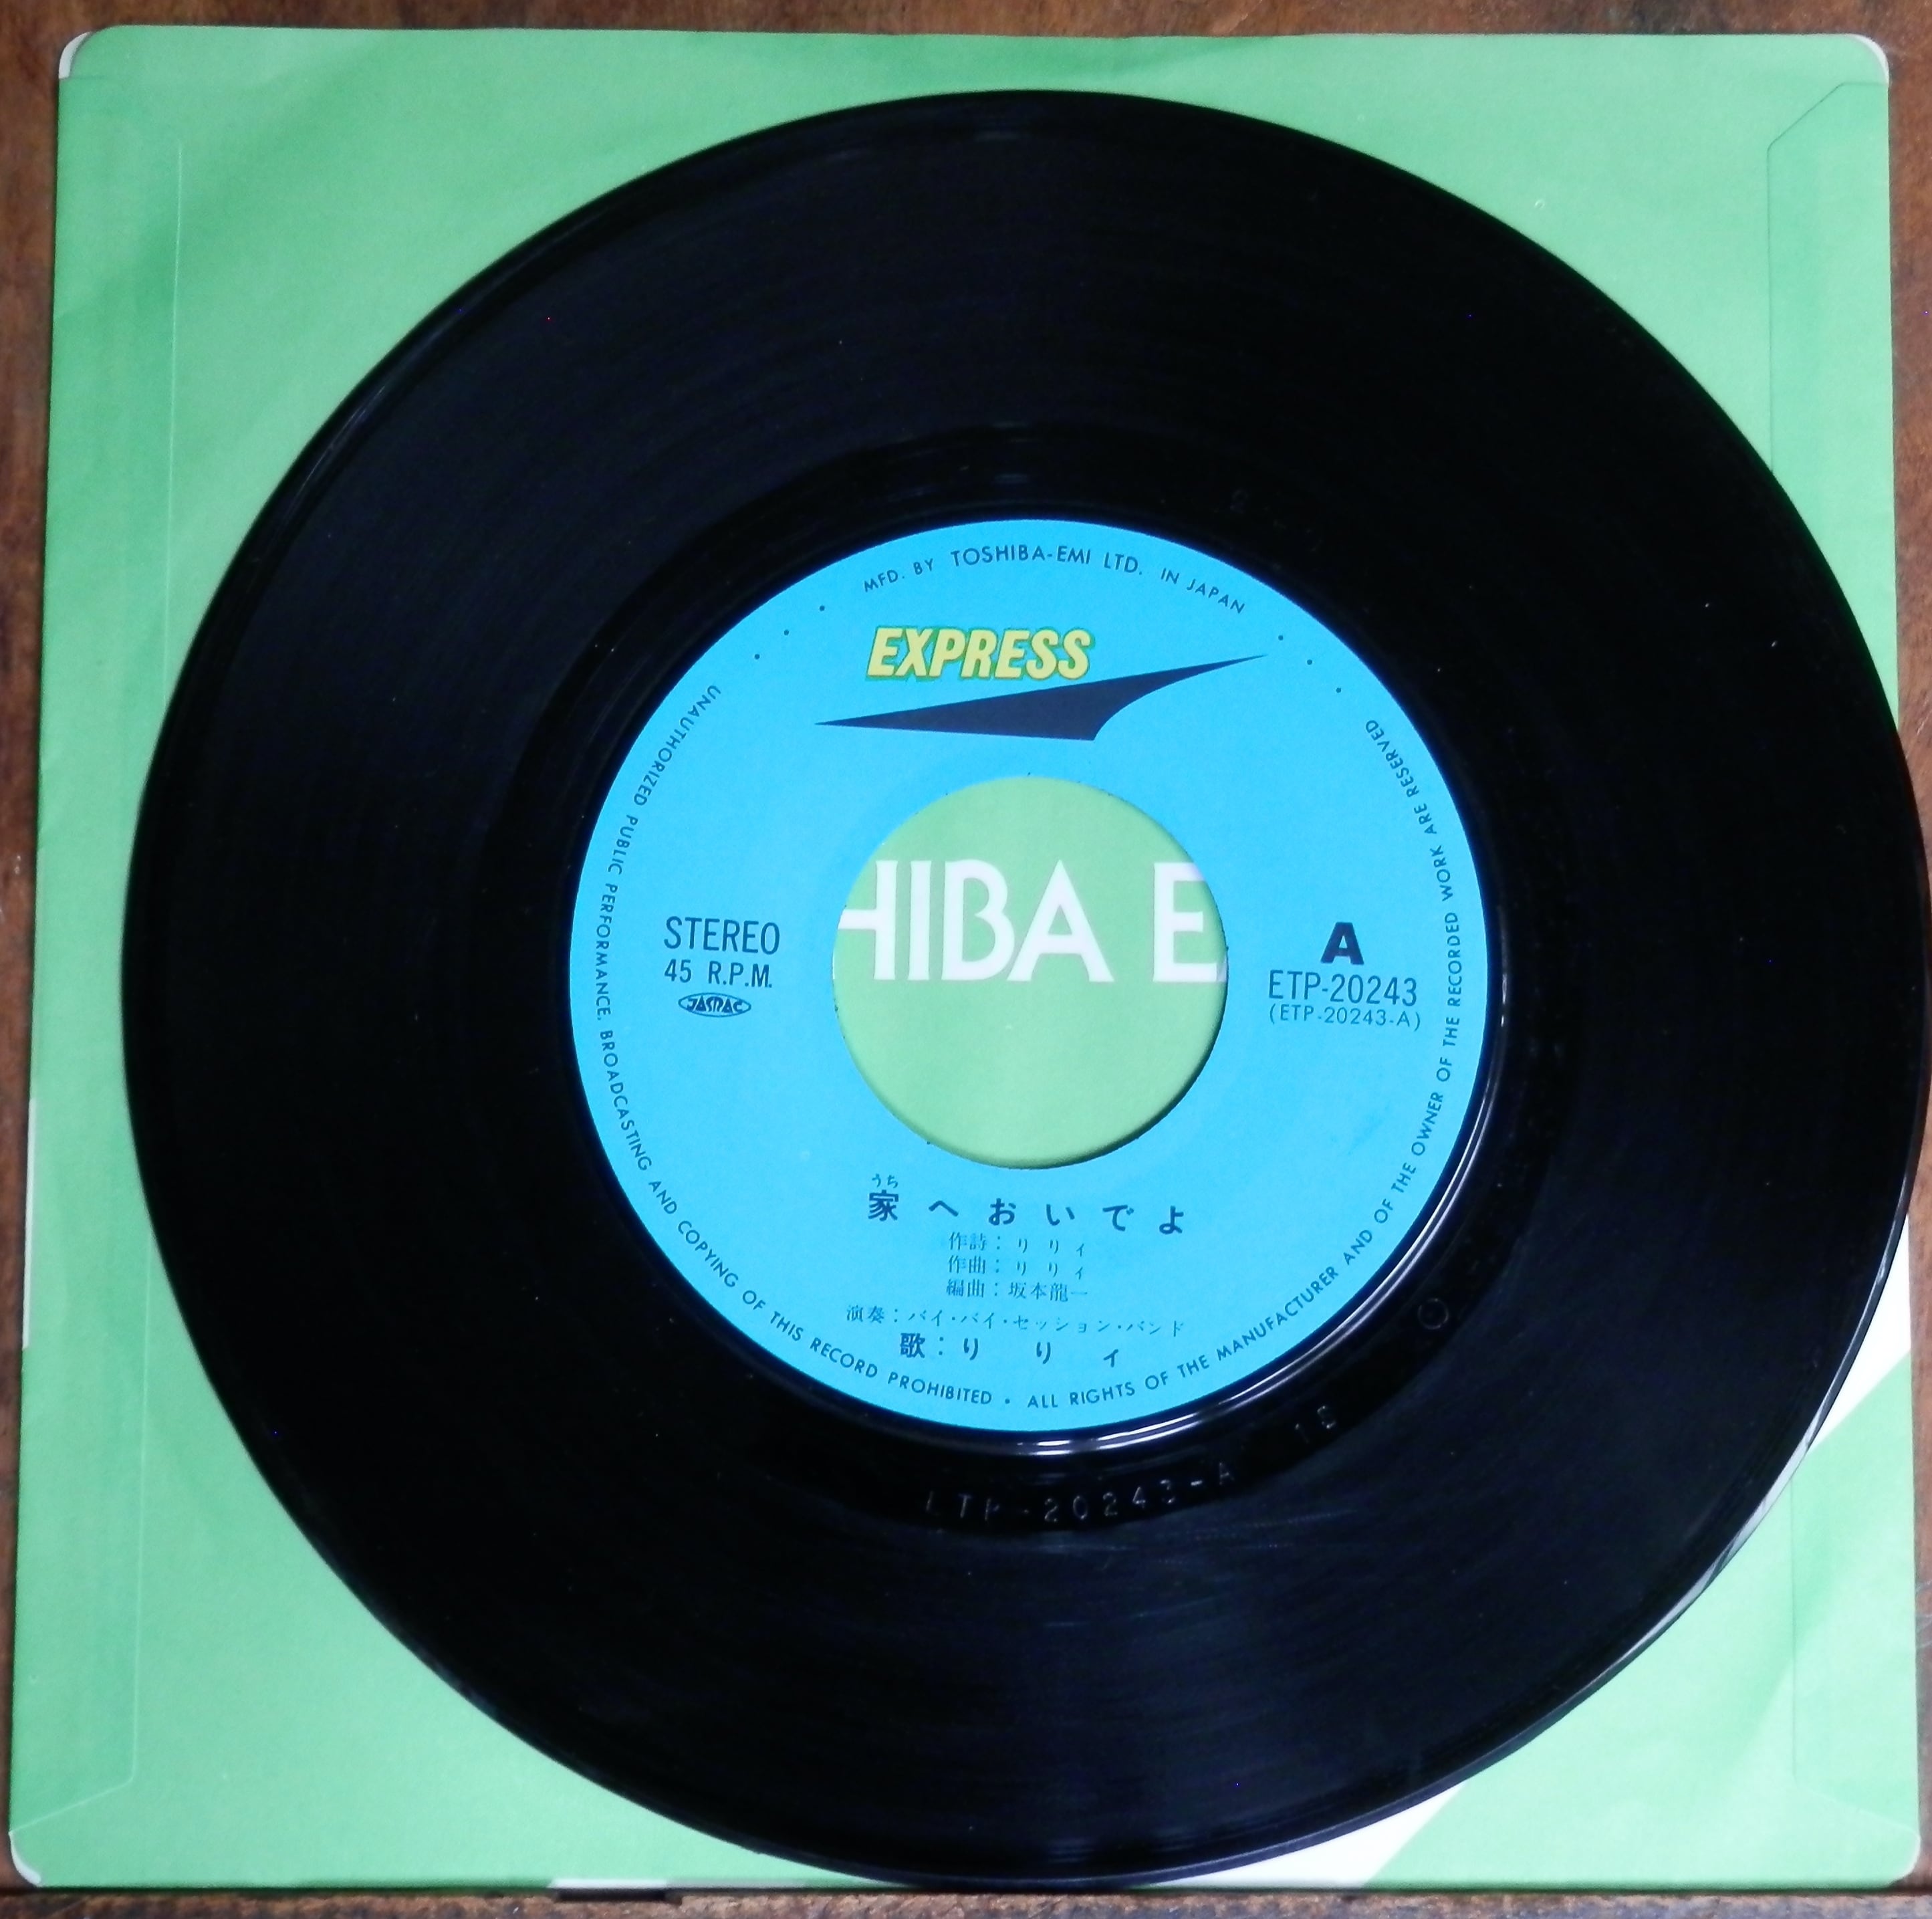 MFD. BY TOSHIBA-EMI LTD. IN JAPAN
EXPRESS
HIBA E
STEREO
45 R.P.M.
JASRAC
A
ETP-20243
(ETP-20243-A)
うち
家へおいでよ
作詩：りりィ
作曲：りりィ
編曲：坂本龍一
演奏：バイ・バイ・セッション・バンド
歌：りりィ
UNAUTHORIZED PUBLIC PERFORMANCE, BROADCASTING AND COPYING OF THIS RECORD PROHIBITED • ALL RIGHTS OF THE MANUFACTURER AND OF THE OWNER OF THE RECORDED WORK ARE RESERVED
TP-20243-A